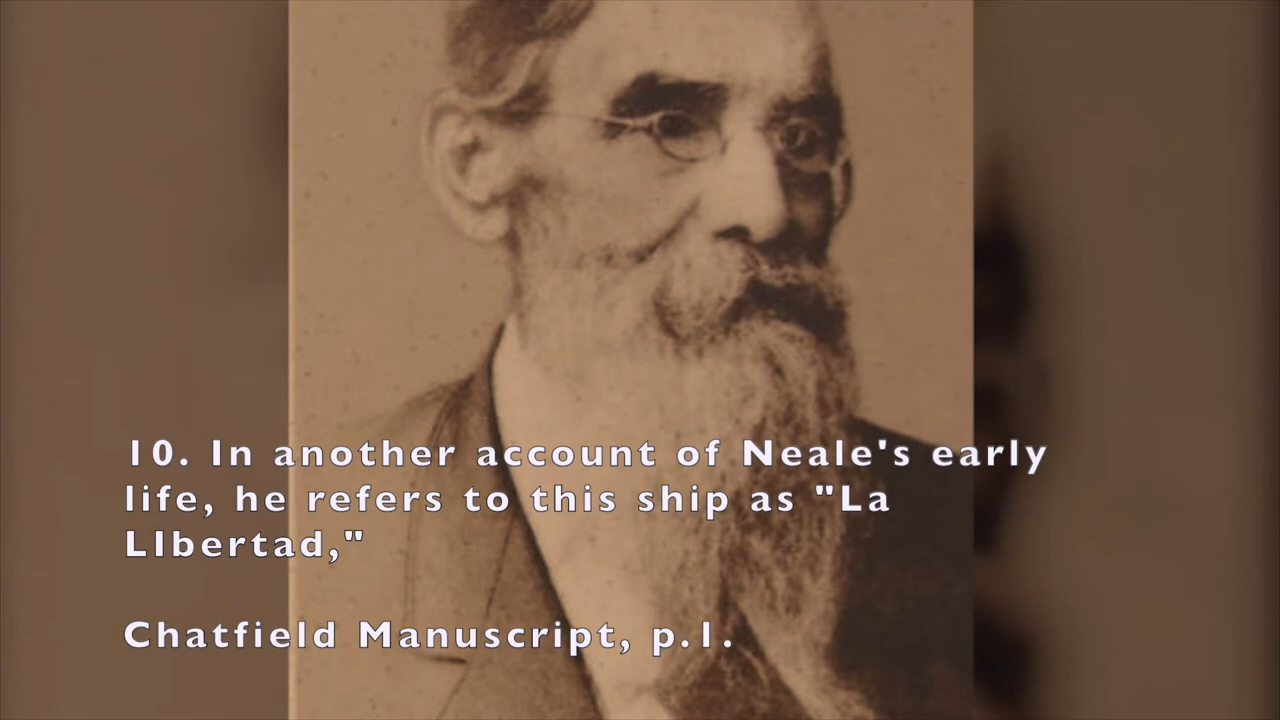 10. In another account of Neale's early
life, he refers to this ship as "La
LIbertad,"
Chatfield Manuscript, p.1.